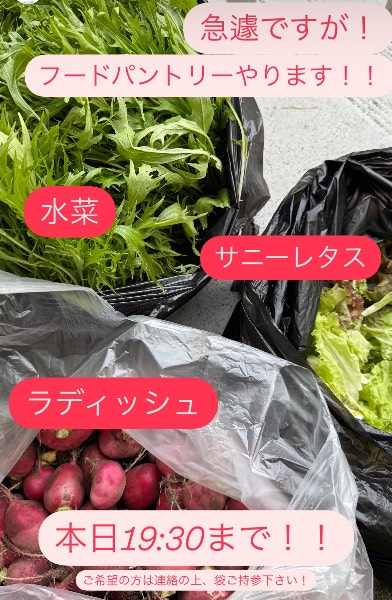 急遽ですが！
フードパントリーやります！！
水菜
サニーレタス
ラディッシュ
本日19:30まで！！
ご希望の方は連絡の上、袋ご持参下さい！